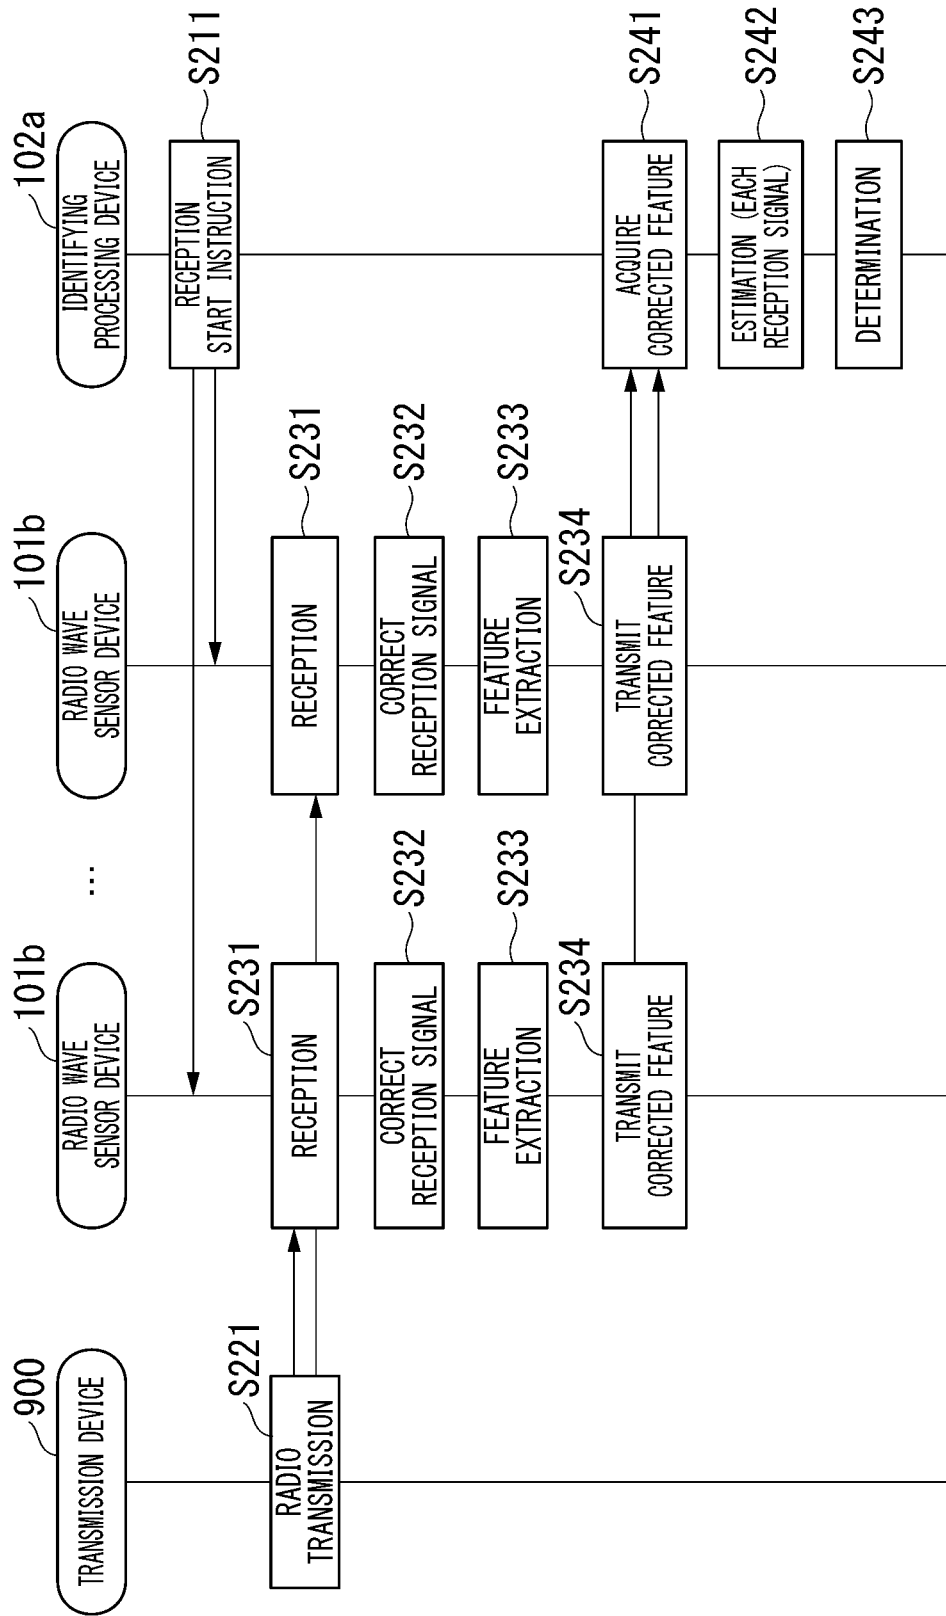 900
TRANSMISSION DEVICE
101b
RADIO WAVE
SENSOR DEVICE
...
101b
RADIO WAVE
SENSOR DEVICE
102a
IDENTIFYING
PROCESSING DEVICE
S211
RECEPTION
START INSTRUCTION
S221
RADIO
TRANSMISSION
S231
RECEPTION
S231
RECEPTION
S232
CORRECT
RECEPTION SIGNAL
S232
CORRECT
RECEPTION SIGNAL
S233
FEATURE
EXTRACTION
S233
FEATURE
EXTRACTION
S234
TRANSMIT
CORRECTED FEATURE
S234
TRANSMIT
CORRECTED FEATURE
S241
ACQUIRE
CORRECTED FEATURE
S242
ESTIMATION (EACH
RECEPTION SIGNAL)
S243
DETERMINATION